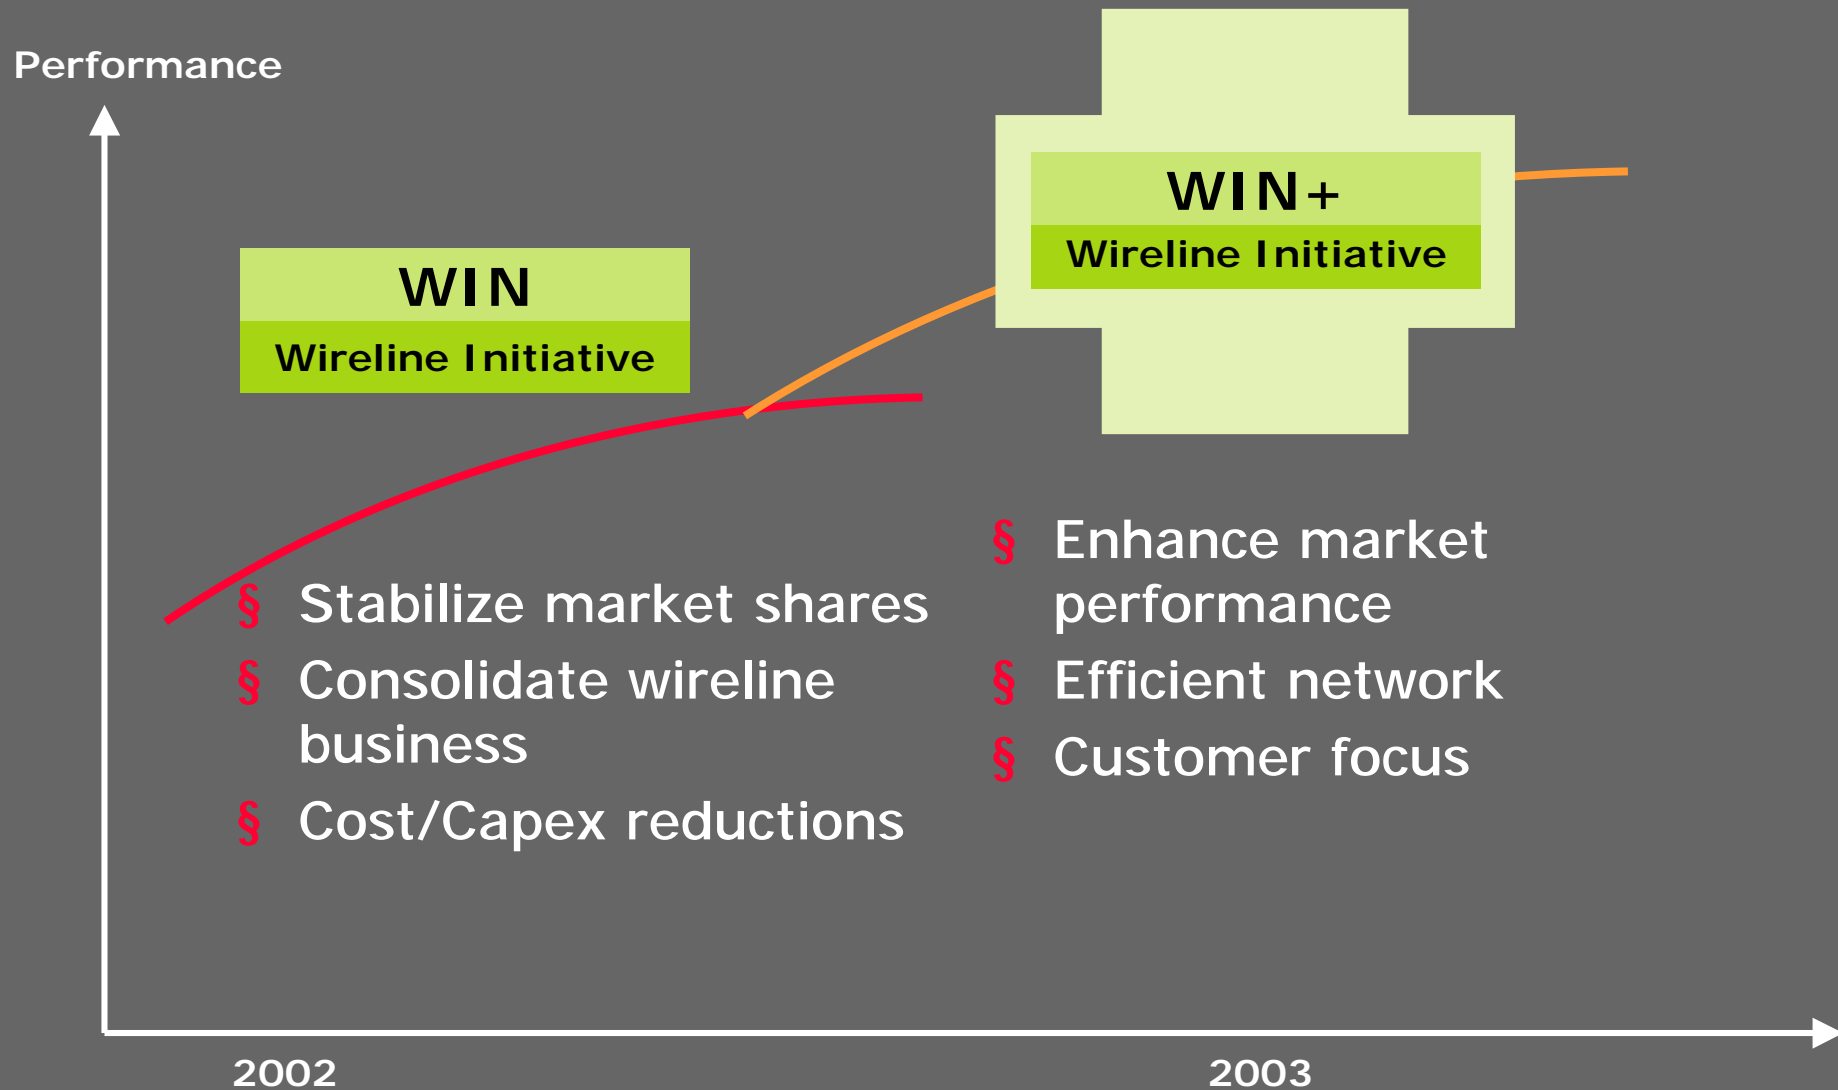 Performance
WIN
Wireline Initiative
WIN+
Wireline Initiative
§ Stabilize market shares
§ Consolidate wireline
business
§ Cost/Capex reductions
§ Enhance market
performance
§ Efficient network
§ Customer focus
2002
2003